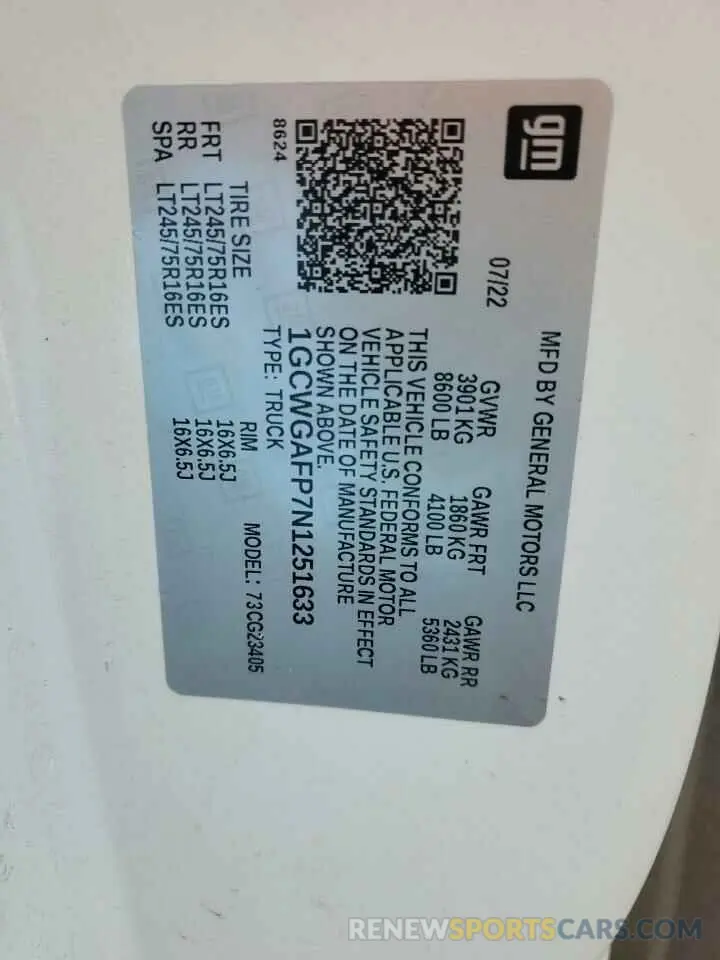 gm
MFD BY GENERAL MOTORS LLC
07/22
GVWR GAWR FRT GAWR RR
3901 KG 1860 KG 2431 KG
8600 LB 4100 LB 5360 LB
THIS VEHICLE CONFORMS TO ALL
APPLICABLE U.S. FEDERAL MOTOR
VEHICLE SAFETY STANDARDS IN EFFECT
ON THE DATE OF MANUFACTURE
SHOWN ABOVE.
1GCWGAFP7N1251633
8624
TYPE: TRUCK
MODEL: 73CG23405
TIRE SIZE RIM
FRT LT245/75R16ES 16X6.5J
RR LT245/75R16ES 16X6.5J
SPA LT245/75R16ES 16X6.5J
RENEWSPORTSCARS.COM